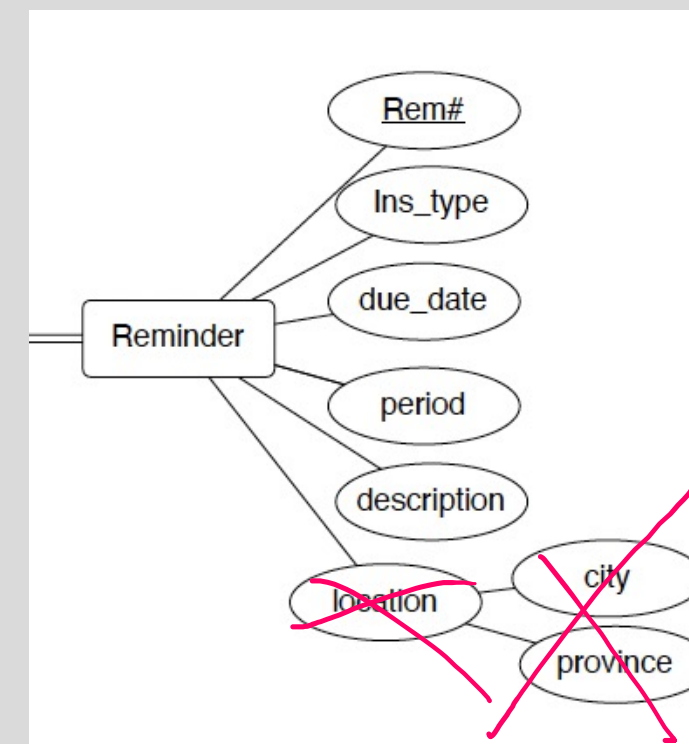 Rem#
Ins_type
due_date
Reminder
period
description
location
city
province